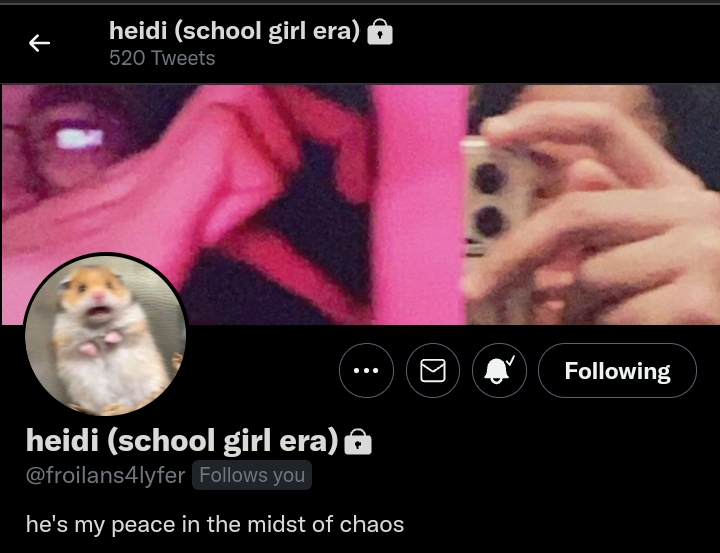 heidi (school girl era)
520 Tweets
Following
heidi (school girl era)
@froilans4lyfer Follows you
he's my peace in the midst of chaos